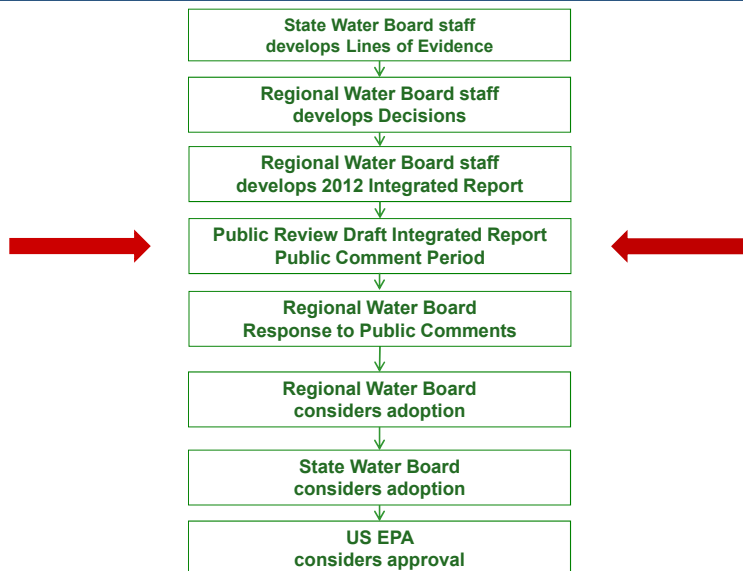 State Water Board staff
develops Lines of Evidence
Regional Water Board staff
develops Decisions
Regional Water Board staff
develops 2012 Integrated Report
Public Review Draft Integrated Report
Public Comment Period
Regional Water Board
Response to Public Comments
Regional Water Board
considers adoption
State Water Board
considers adoption
US EPA
considers approval